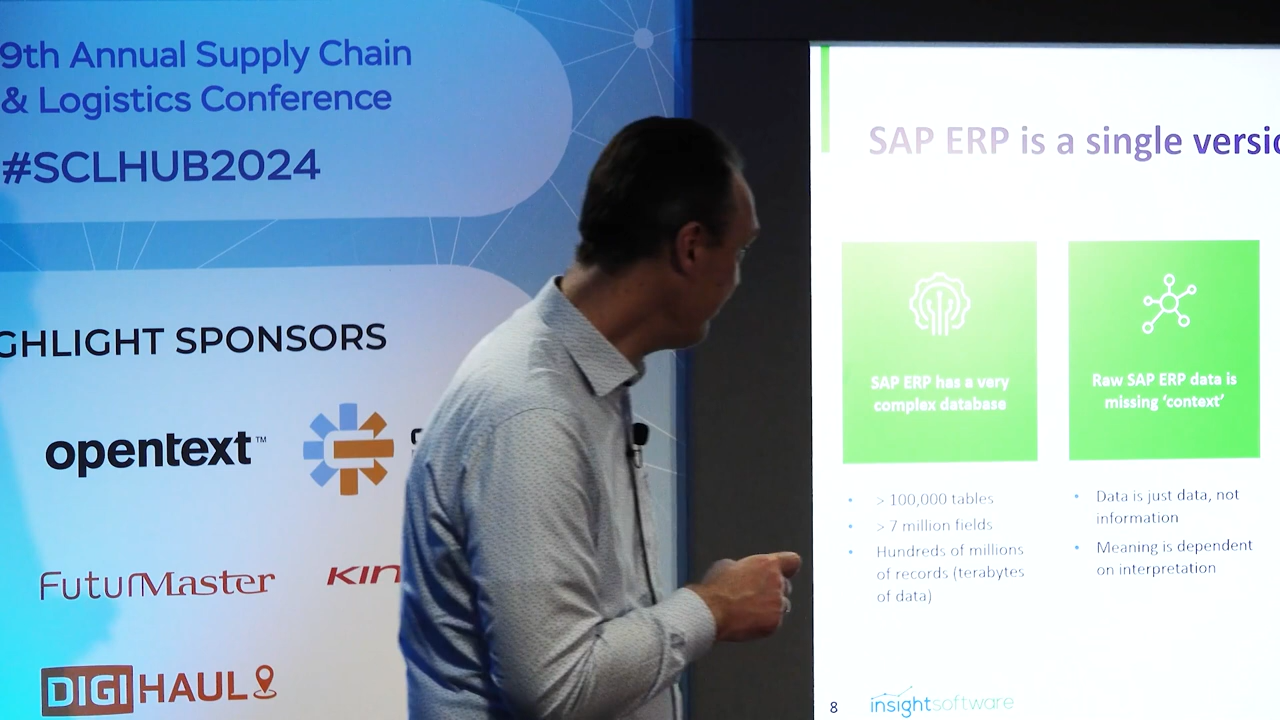 9th Annual Supply Chain
& Logistics Conference
#SCLHUB2024
GHLIGHT SPONSORS
opentext™
FuturMaster
KIN
DIGIHAUL
SAP ERP is a single versio
SAP ERP has a very
complex database
Raw SAP ERP data is
missing ‘context’
• > 100,000 tables
• > 7 million fields
• Hundreds of millions
of records (terabytes
of data)
• Data is just data, not
information
• Meaning is dependent
on interpretation
8
insightsoftware